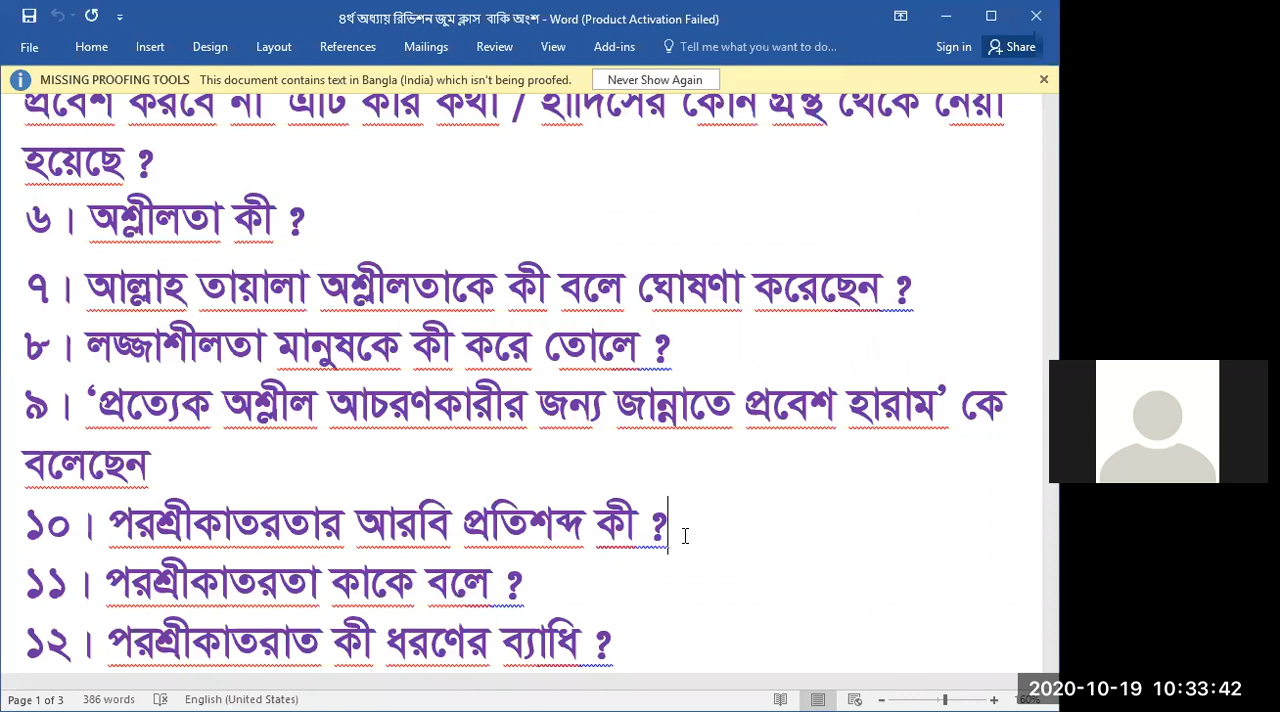 ৪র্থ অধ্যায় রিভিশন জুম ক্লাস বাকি অংশ - Word (Product Activation Failed)
File Home Insert Design Layout References Mailings Review View Add-ins Tell me what you want to do... Sign in Share
MISSING PROOFING TOOLS This document contains text in Bangla (India) which isn't being proofed. Never Show Again
প্রবেশ করবে না এটি কার কথা / হাদিসের কোন গ্রন্থ থেকে নেয়া
হয়েছে ?
৬ । অশ্লীলতা কী ?
৭ । আল্লাহ তায়ালা অশ্লীলতাকে কী বলে ঘোষণা করেছেন ?
৮ । লজ্জাশীলতা মানুষকে কী করে তোলে ?
৯ । ‘প্রত্যেক অশ্লীল আচরণকারীর জন্য জান্নাতে প্রবেশ হারাম’ কে
বলেছেন
১০ । পরশ্রীকাতরতার আরবি প্রতিশব্দ কী ?
১১ । পরশ্রীকাতরতা কাকে বলে ?
১২ । পরশ্রীকাতরাত কী ধরণের ব্যাধি ?
Page 1 of 3 386 words English (United States)
2020-10-19 10:33:42